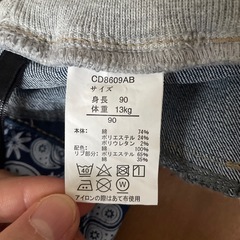 CD8609AB
サイズ
身長 90
体重 13kg
90
本体: 綿 74%
ポリエステル 24%
ポリウレタン 2%
配色: 綿 100%
リブ部分: ポリエステル 65%
綿 35%
アイロンの際はあて布使用